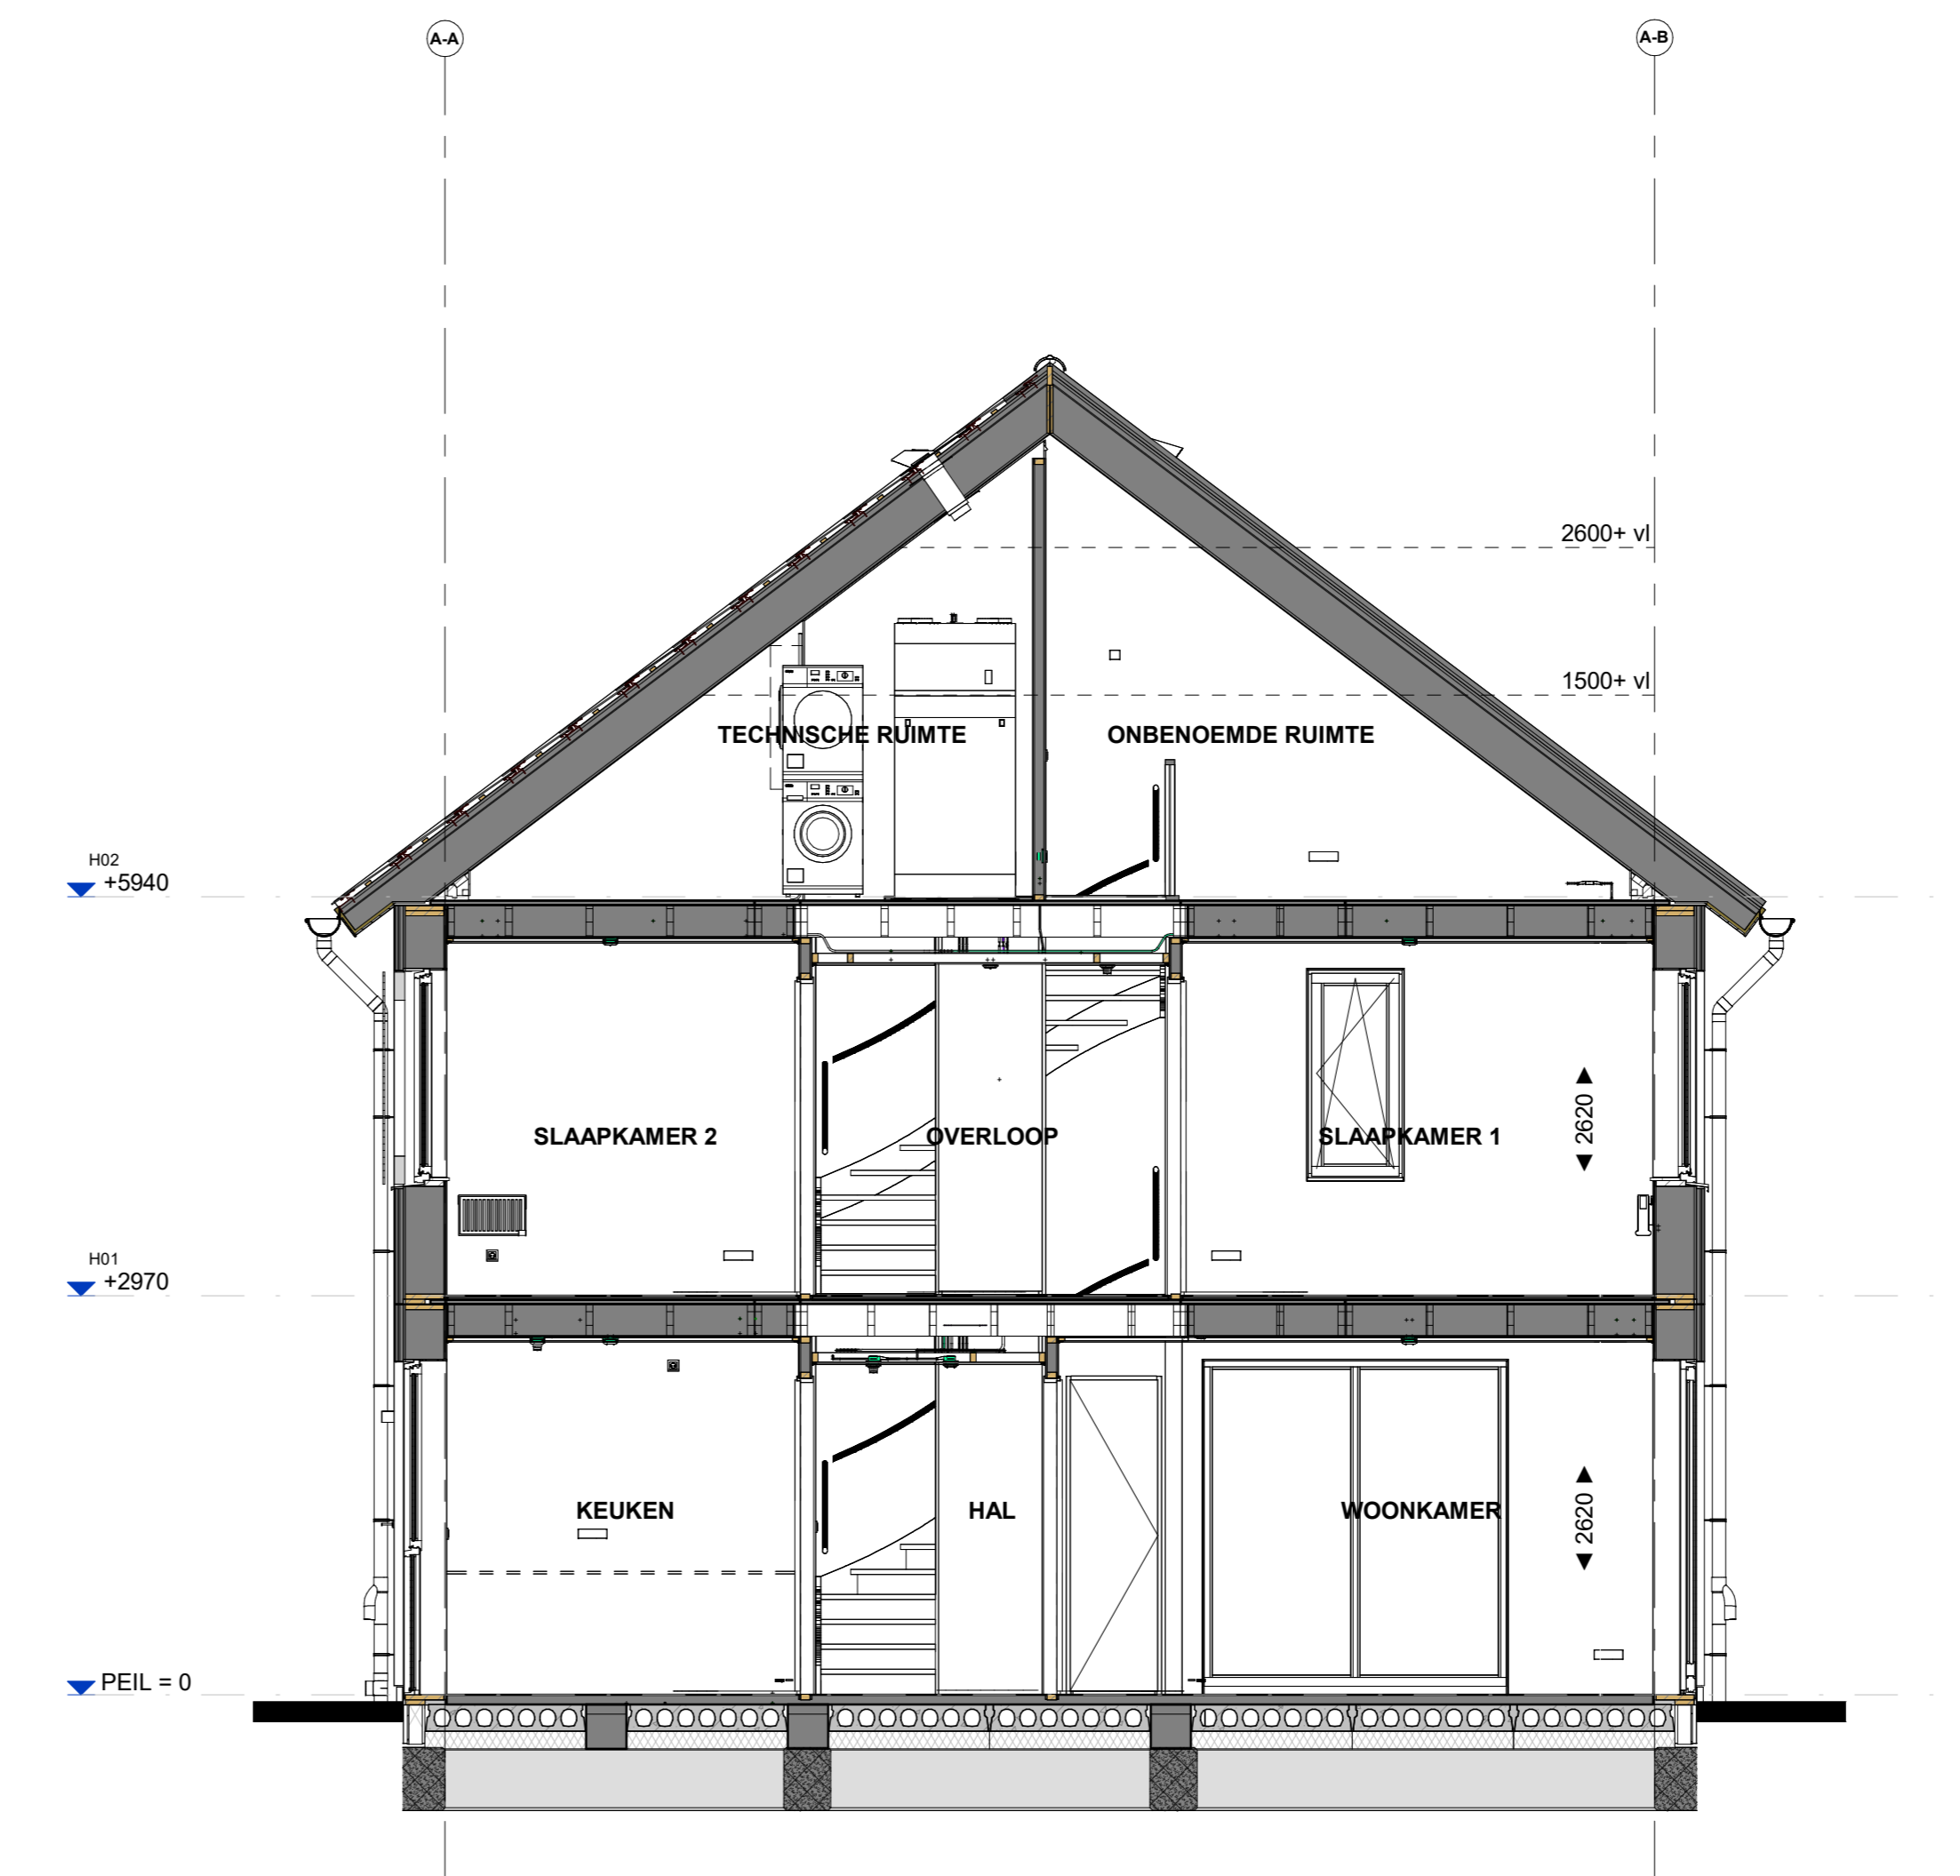 A-A
A-B
2600+ vl
1500+ vl
TECHNISCHE RUIMTE
ONBENOEMDE RUIMTE
H02
+5940
SLAAPKAMER 2
OVERLOOP
SLAAPKAMER 1
2620
H01
+2970
KEUKEN
HAL
WOONKAMER
2620
PEIL = 0